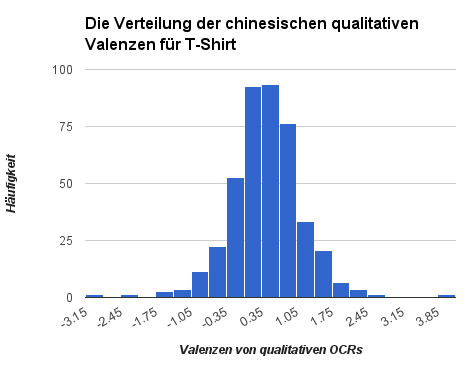 Die Verteilung der chinesischen qualitativen
Valenzen für T-Shirt
100
75
50
25
0
Häufigkeit
-3.15 -2.45 -1.75 -1.05 -0.35 0.35 1.05 1.75 2.45 3.15 3.85
Valenzen von qualitativen OCRs